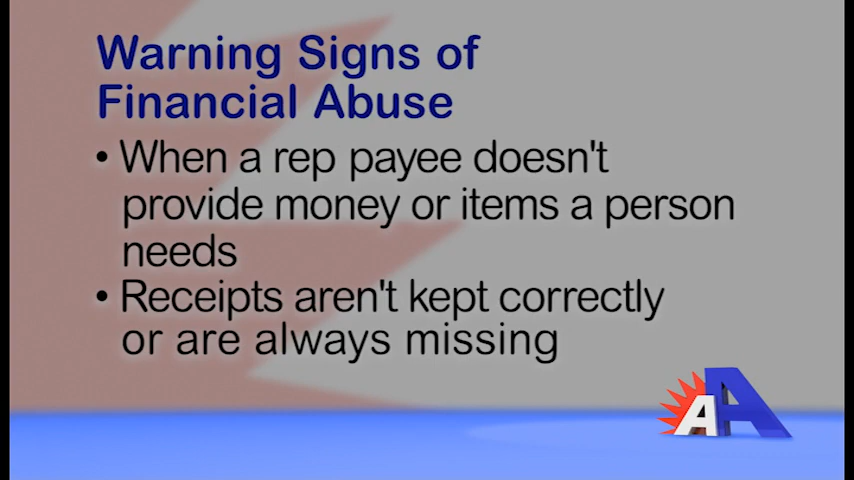 Warning Signs of
Financial Abuse
• When a rep payee doesn't
provide money or items a person
needs
• Receipts aren't kept correctly
or are always missing
AA